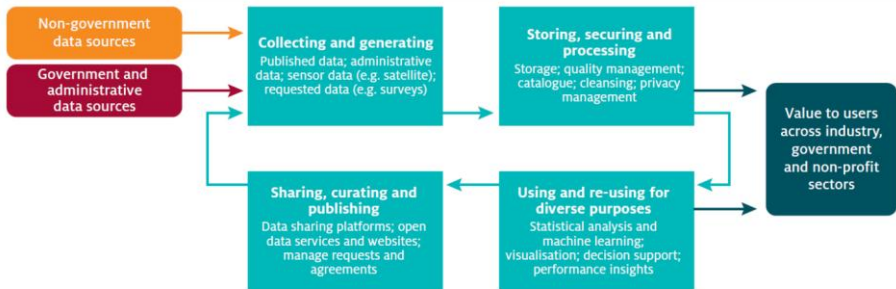 Non-government
data sources
Government and
administrative
data sources
Collecting and generating
Published data; administrative
data; sensor data (e.g. satellite);
requested data (e.g. surveys)
Storing, securing and
processing
Storage; quality management;
catalogue; cleansing; privacy
management
Value to users
across industry,
government
and non-profit
sectors
Sharing, curating and
publishing
Data sharing platforms; open
data services and websites;
manage requests and
agreements
Using and re-using for
diverse purposes
Statistical analysis and
machine learning;
visualisation; decision support;
performance insights